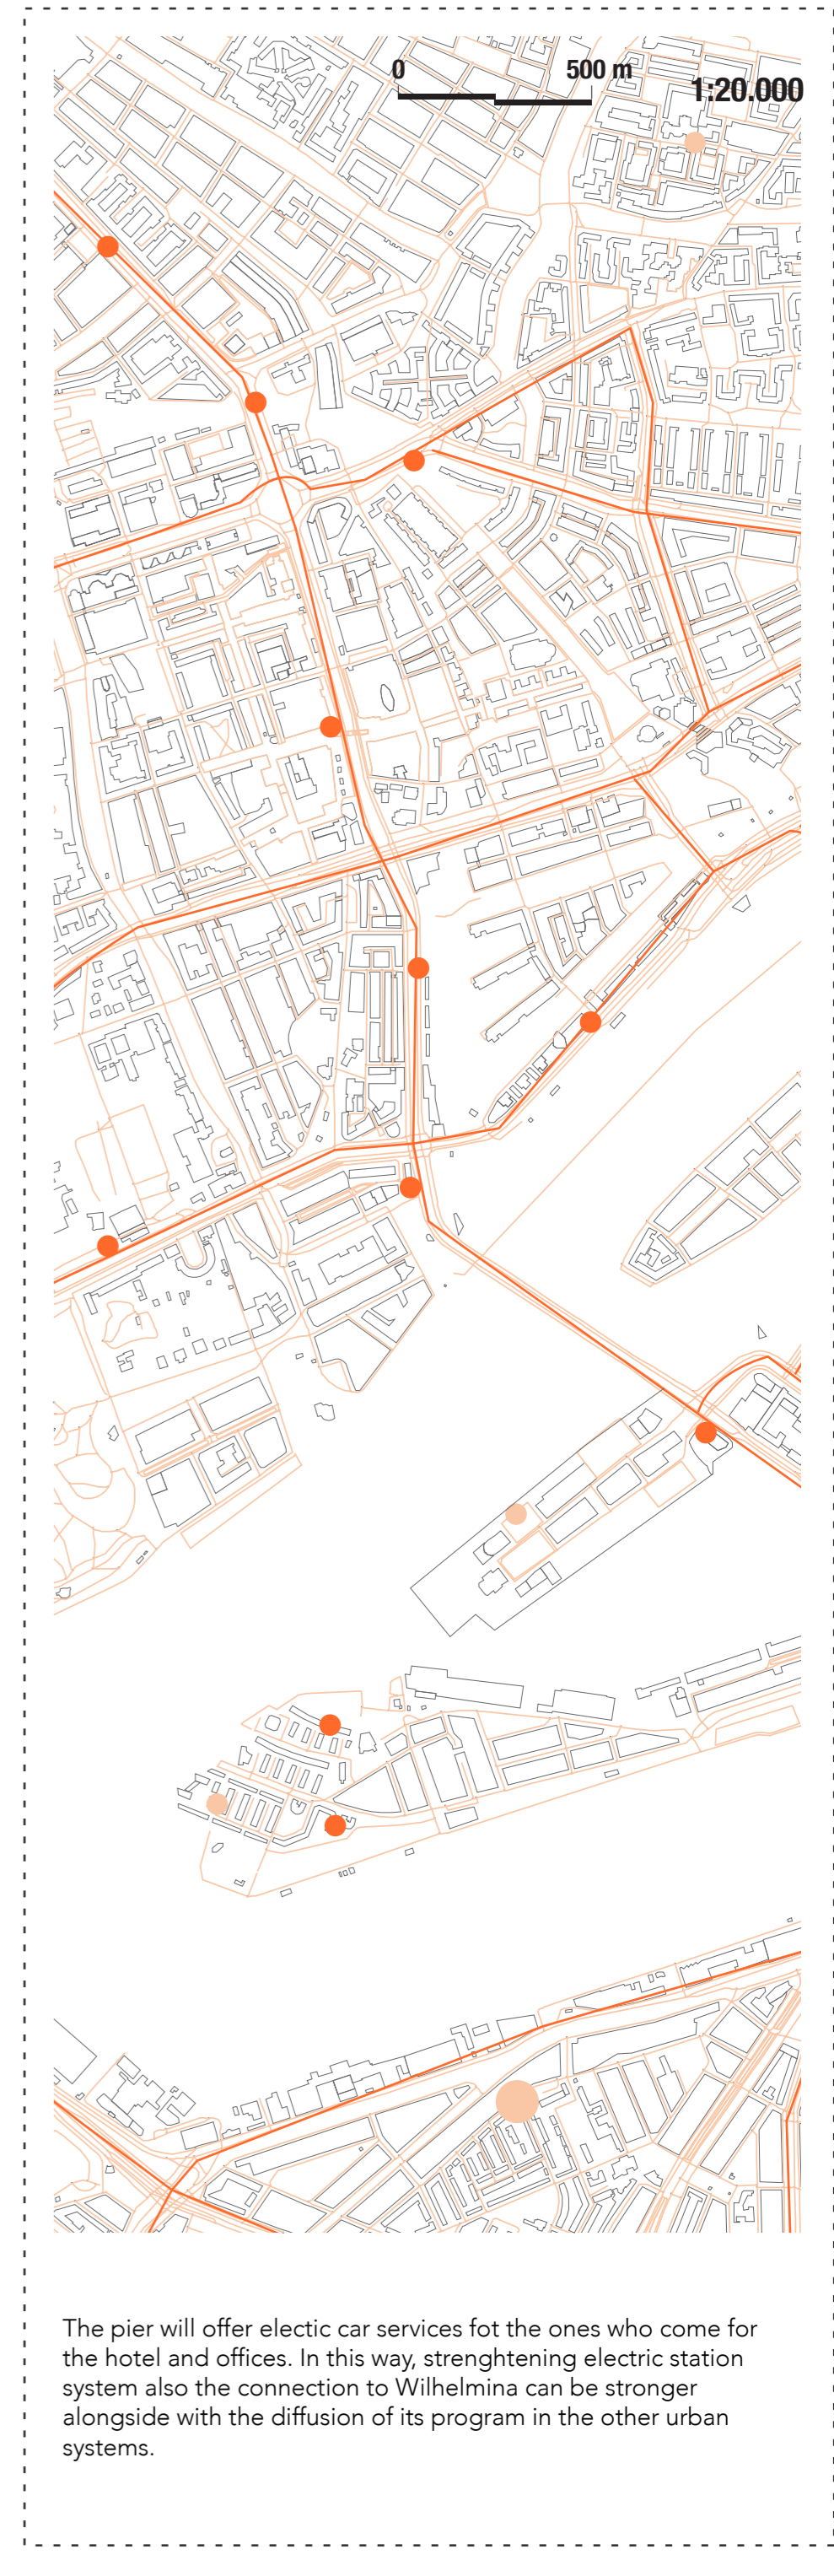 0 500 m 1:20.000
The pier will offer electic car services fot the ones who come for
the hotel and offices. In this way, strenghtening electric station
system also the connection to Wilhelmina can be stronger
alongside with the diffusion of its program in the other urban
systems.